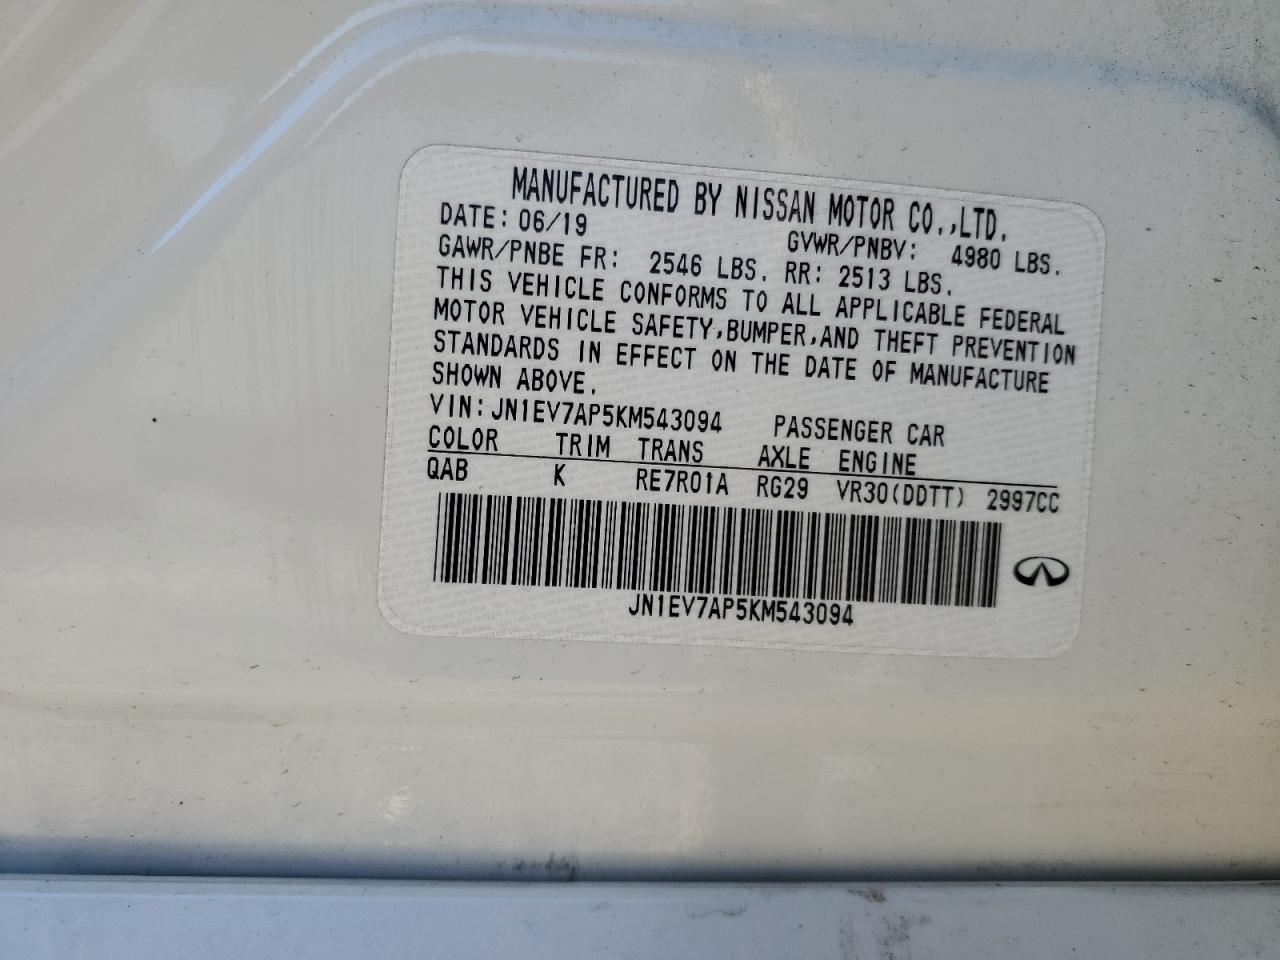 MANUFACTURED BY NISSAN MOTOR CO.,LTD.
DATE: 06/19 GVWR/PNBV: 4980 LBS.
GAWR/PNBE FR: 2546 LBS. RR: 2513 LBS.
THIS VEHICLE CONFORMS TO ALL APPLICABLE FEDERAL
MOTOR VEHICLE SAFETY,BUMPER,AND THEFT PREVENTION
STANDARDS IN EFFECT ON THE DATE OF MANUFACTURE
SHOWN ABOVE.
VIN:JN1EV7AP5KM543094 PASSENGER CAR
COLOR TRIM TRANS AXLE ENGINE
QAB K RE7R01A RG29 VR30(DDTT) 2997CC
JN1EV7AP5KM543094